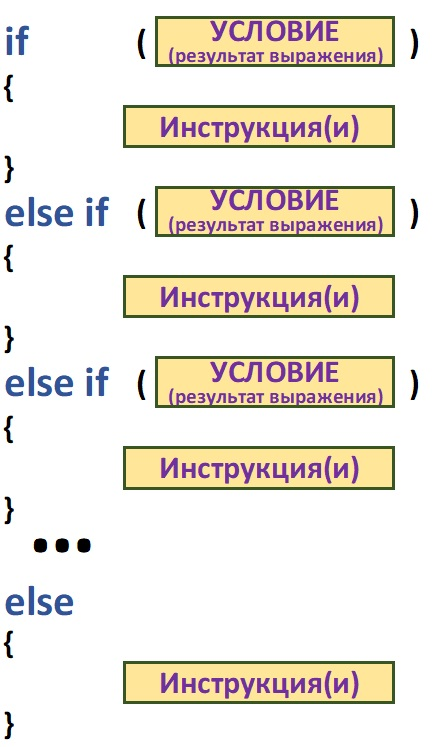 if ( УСЛОВИЕ )
(результат выражения)
{
Инструкция(и)
}
else if ( УСЛОВИЕ )
(результат выражения)
{
Инструкция(и)
}
else if ( УСЛОВИЕ )
(результат выражения)
{
Инструкция(и)
}
...
else
{
Инструкция(и)
}